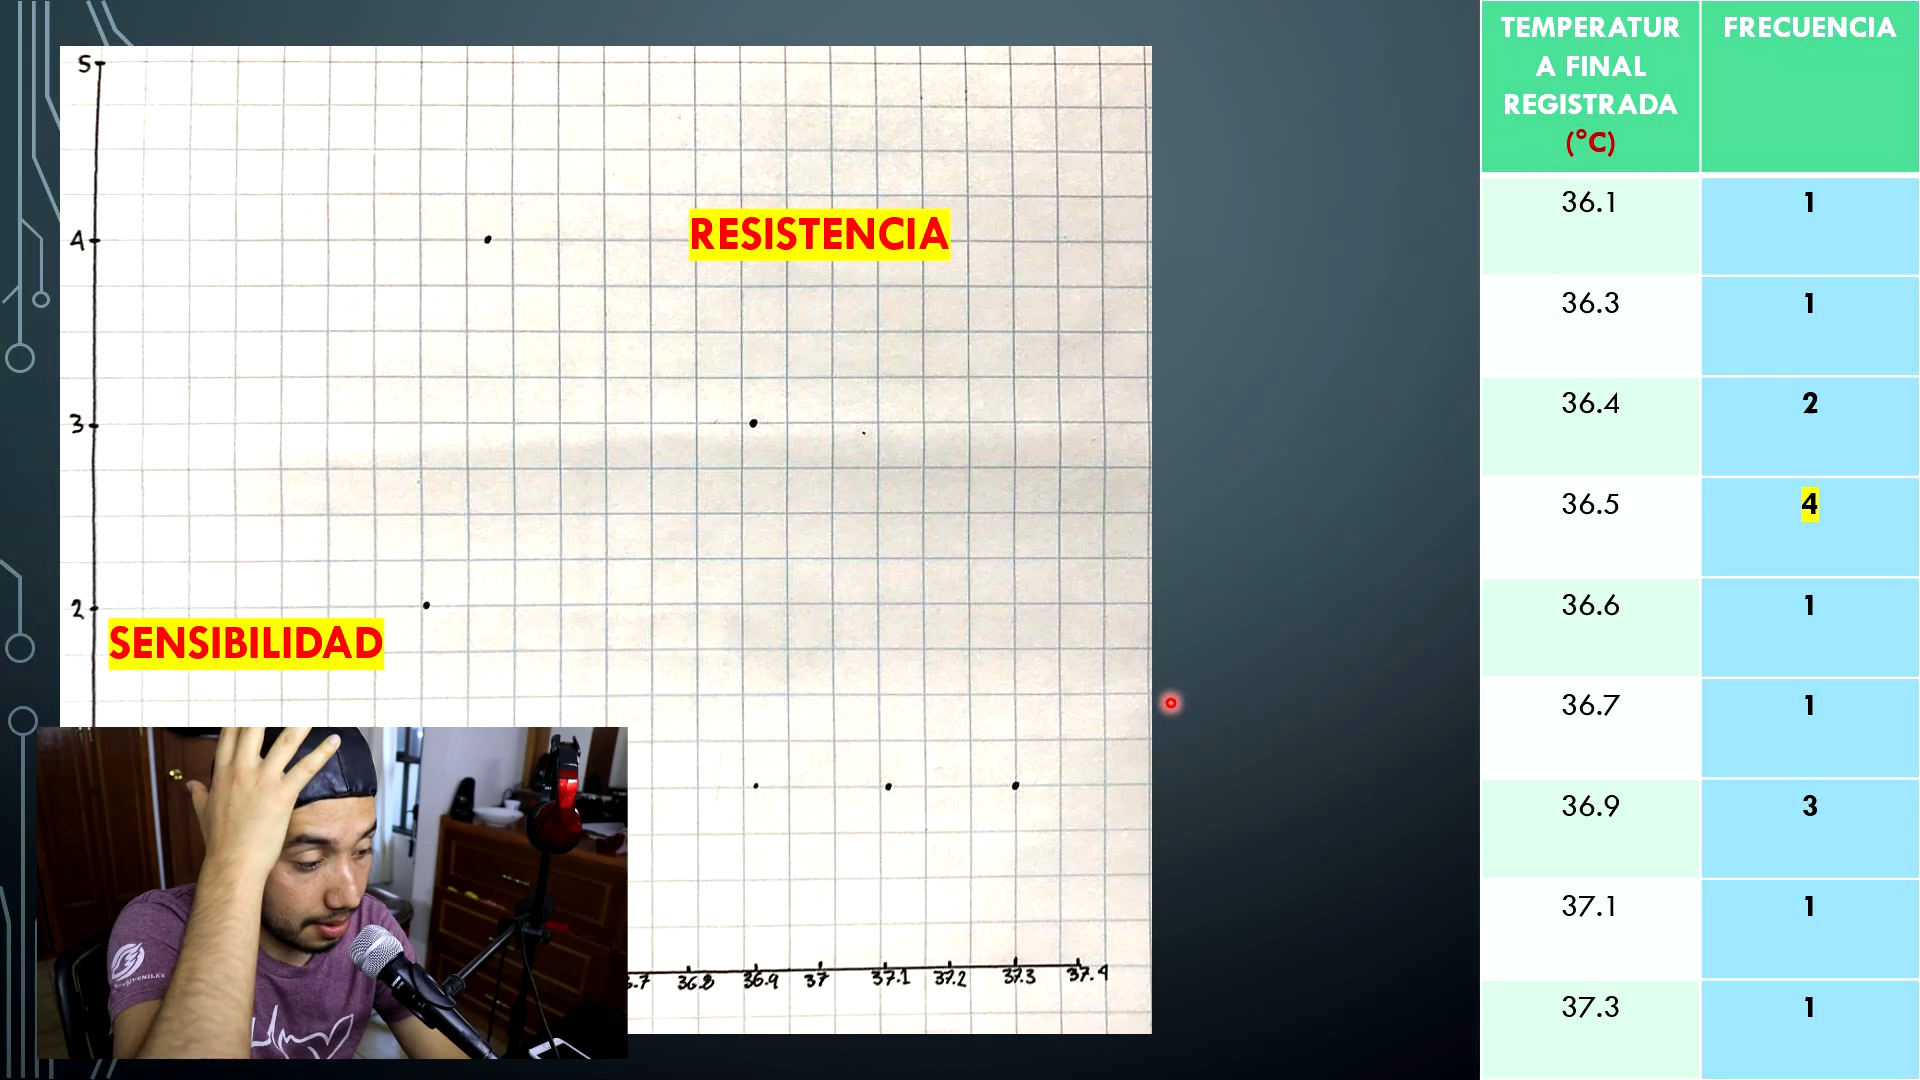 5
4
3
2
RESISTENCIA
SENSIBILIDAD
36.8 36.9 37 37.1 37.2 37.3 37.4
TEMPERATUR
A FINAL
REGISTRADA
(°C)
FRECUENCIA
36.1 1
36.3 1
36.4 2
36.5 4
36.6 1
36.7 1
36.9 3
37.1 1
37.3 1